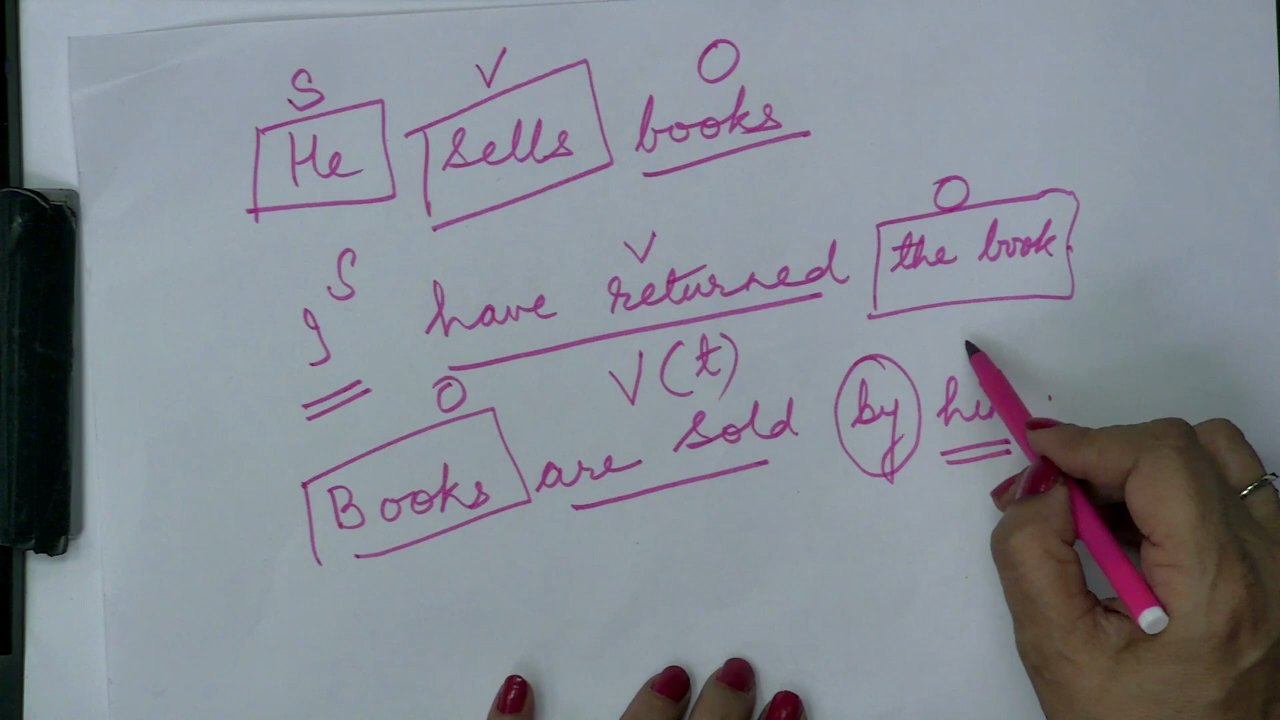 S V O
He sells books
S V O
I have returned the book
O V(t)
Books are sold by